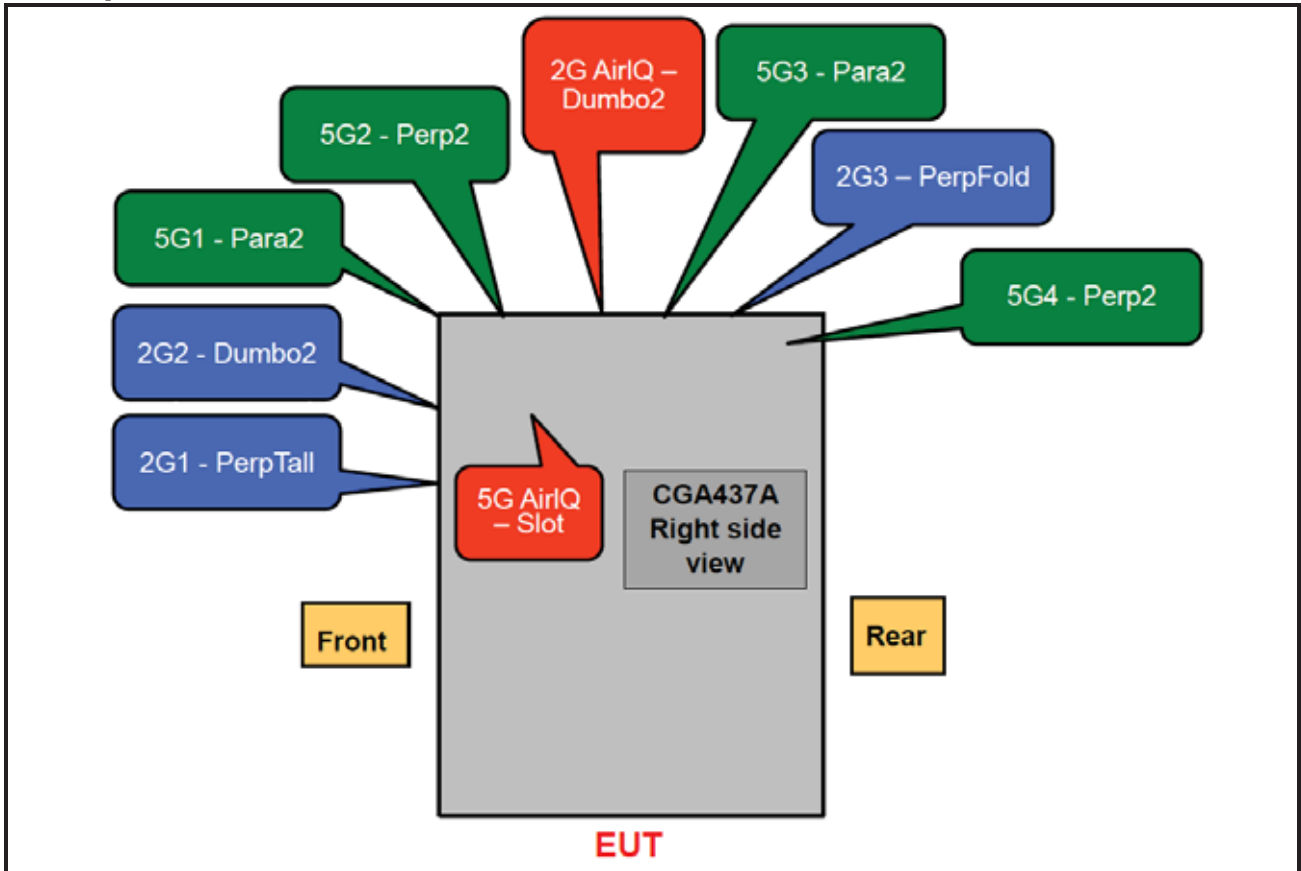 2G AirIQ –
Dumbo2
5G3 - Para2
5G2 - Perp2
2G3 – PerpFold
5G1 - Para2
5G4 - Perp2
2G2 - Dumbo2
2G1 - PerpTall
5G AirIQ
– Slot
CGA437A
Right side
view
Front
Rear
EUT